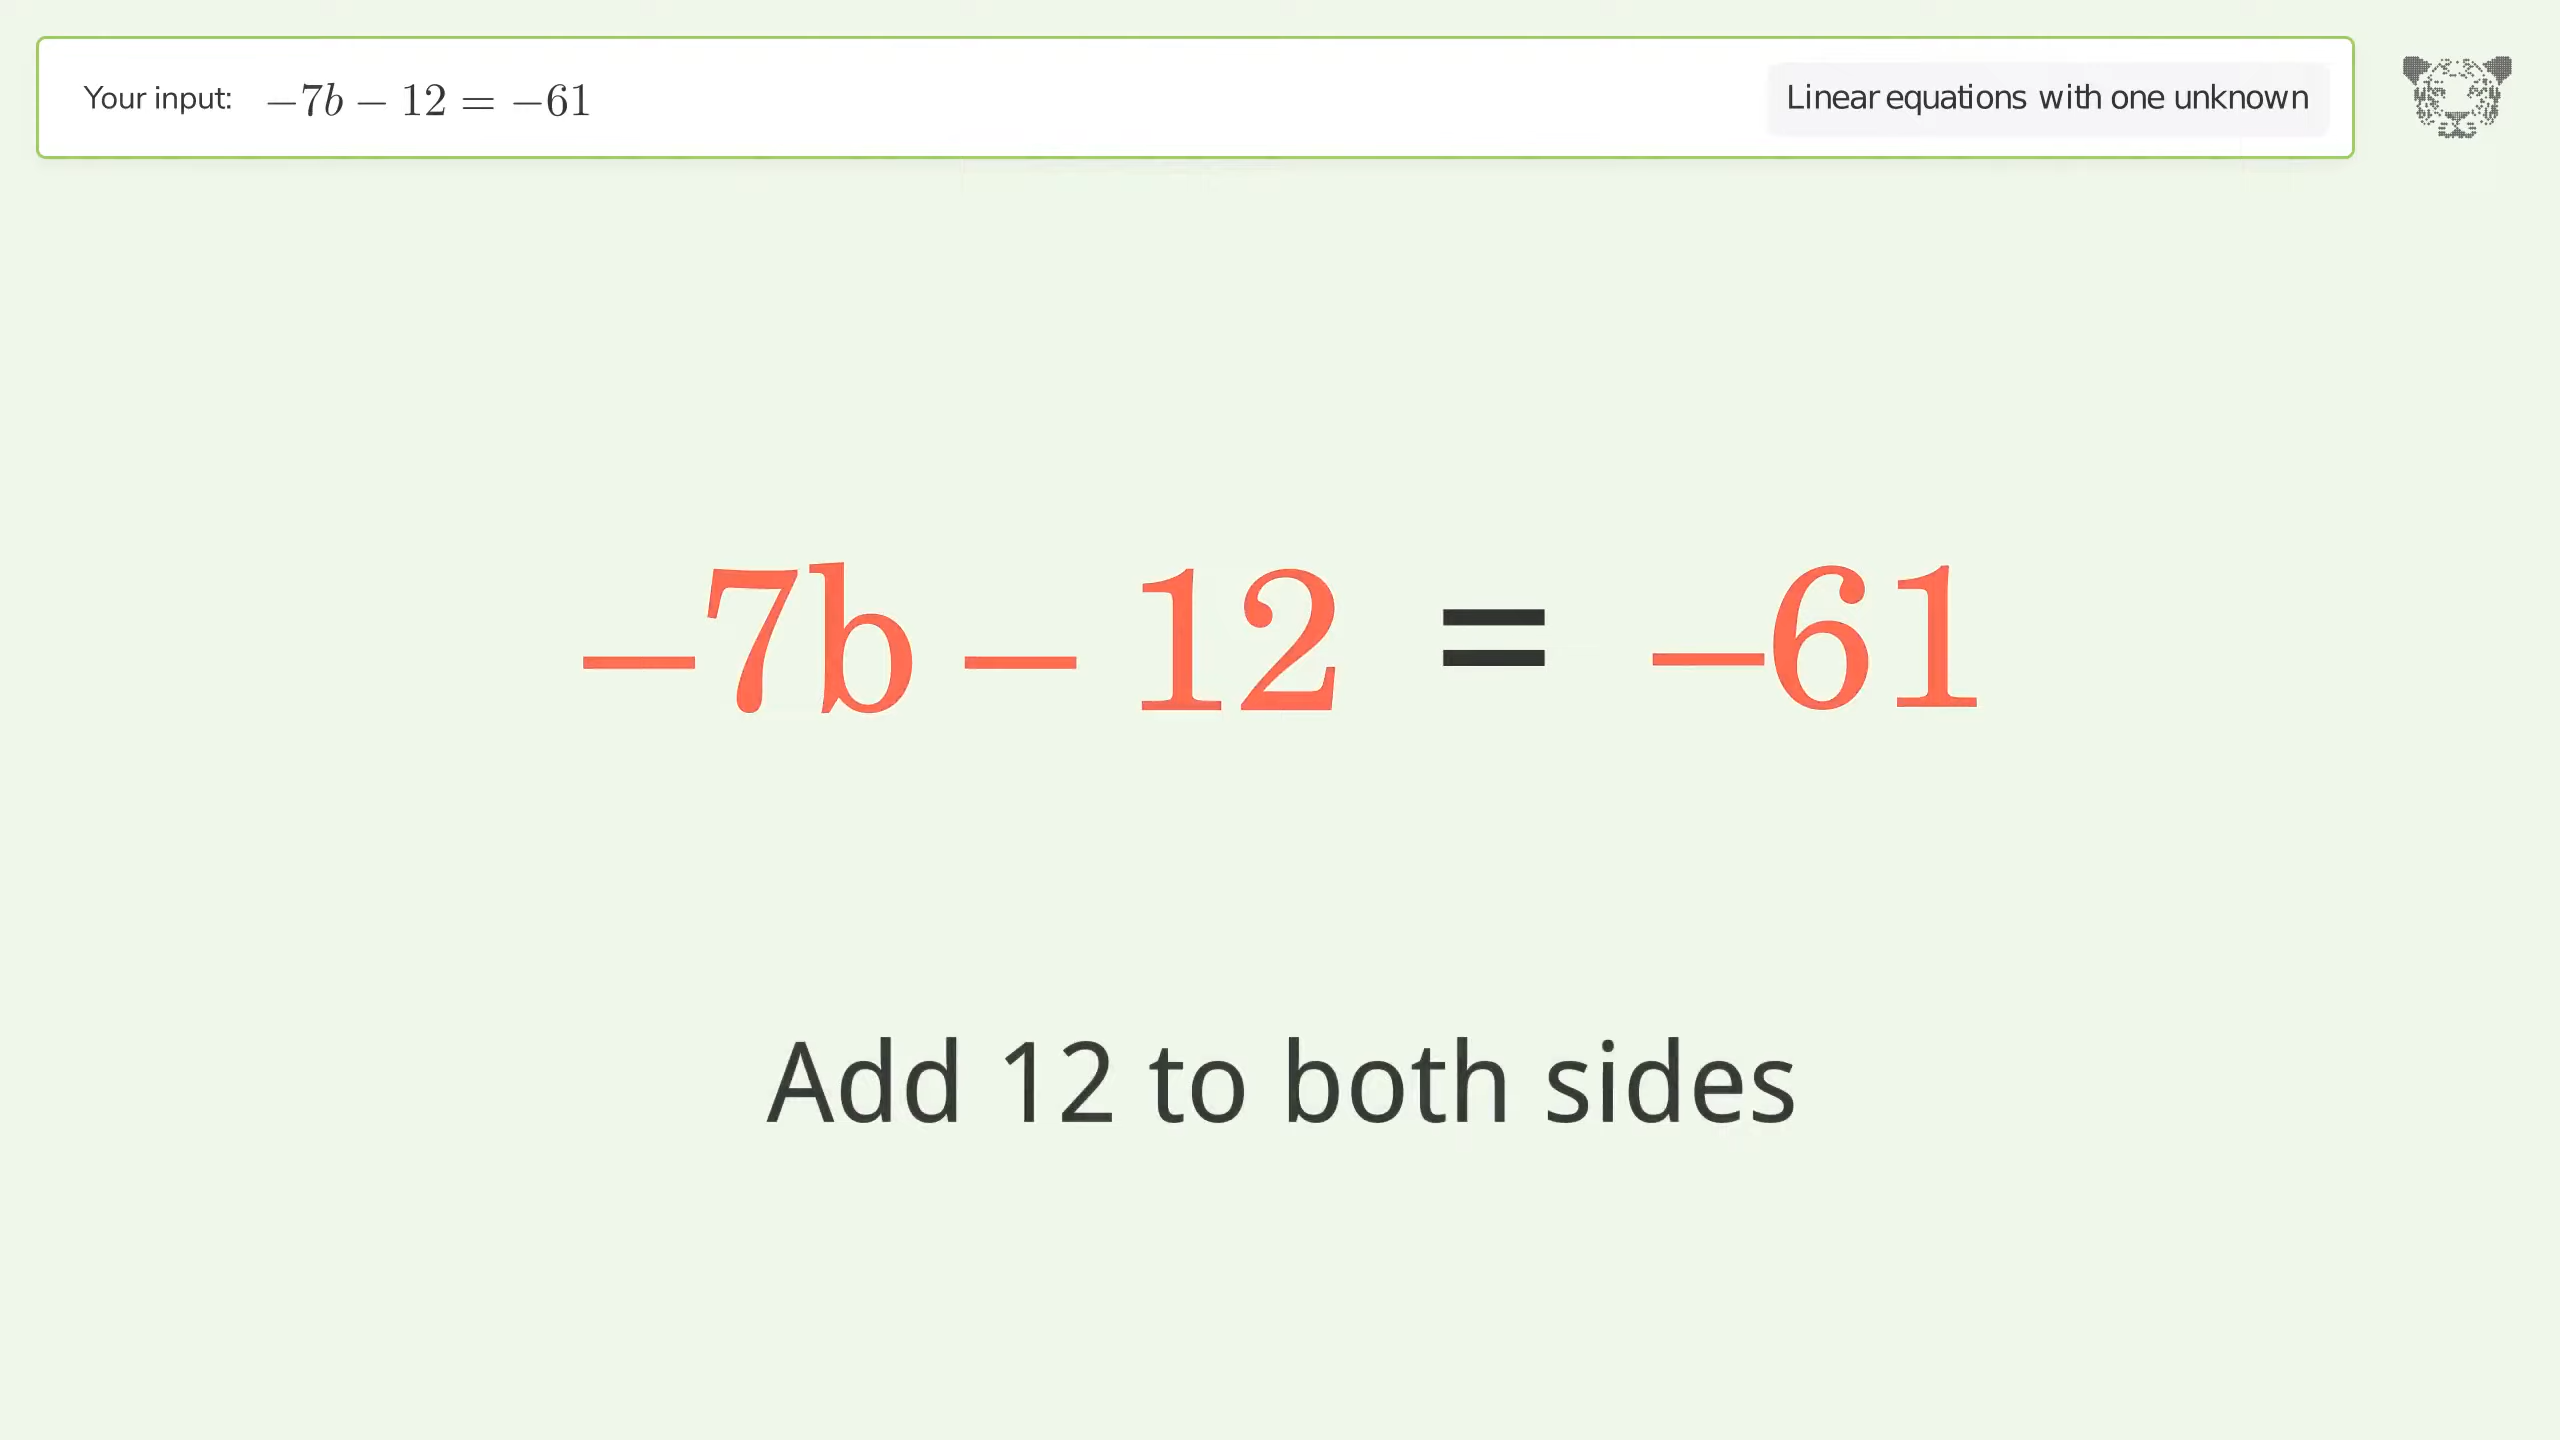 Your input: −7b − 12 = −61
Linear equations with one unknown
−7b − 12 = −61
Add 12 to both sides